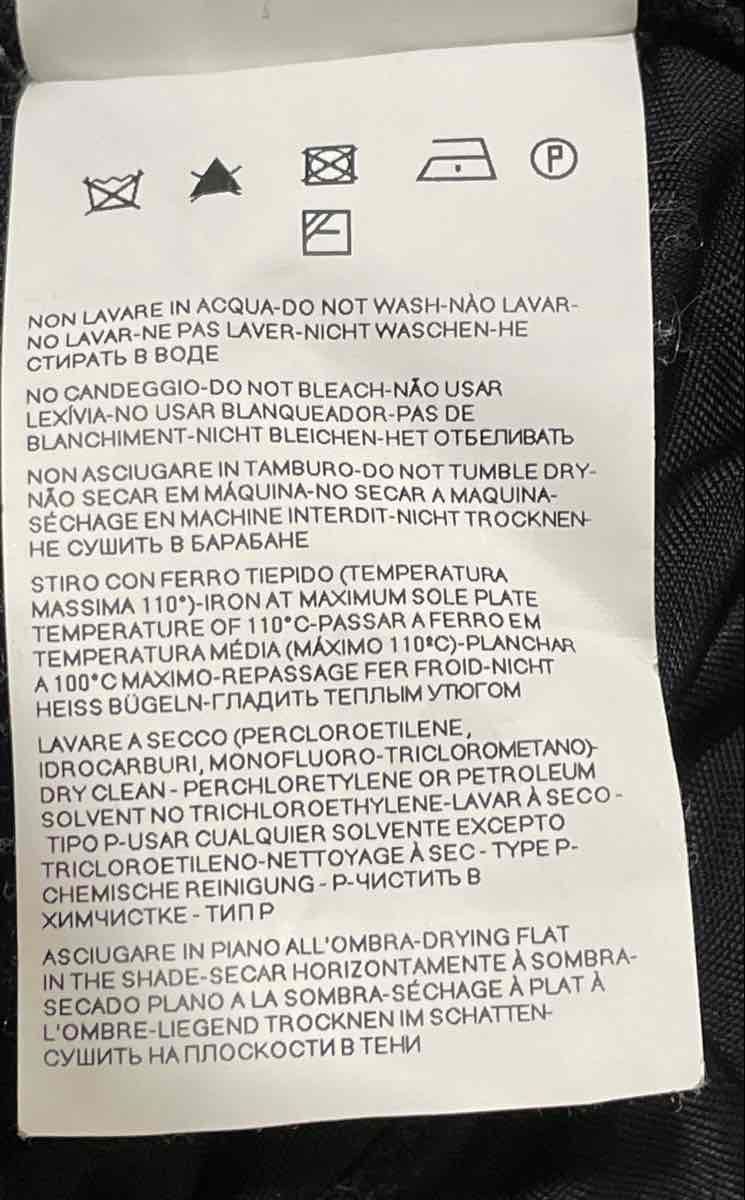 P
NON LAVARE IN ACQUA-DO NOT WASH-NÀO LAVAR-
NO LAVAR-NE PAS LAVER-NICHT WASCHEN-НЕ
СТИРАТЬ В ВОДЕ
NO CANDEGGIO-DO NOT BLEACH-NÃO USAR
LEXÍVIA-NO USAR BLANQUEADOR-PAS DE
BLANCHIMENT-NICHT BLEICHEN-НЕТ ОТБЕЛИВАТЬ
NON ASCIUGARE IN TAMBURO-DO NOT TUMBLE DRY-
NÃO SECAR EM MÁQUINA-NO SECAR A MAQUINA-
SÉCHAGE EN MACHINE INTERDIT-NICHT TROCKNEN-
НЕ СУШИТЬ В БАРАБАНЕ
STIRO CON FERRO TIEPIDO (TEMPERATURA
MASSIMA 110°)-IRON AT MAXIMUM SOLE PLATE
TEMPERATURE OF 110°C-PASSAR A FERRO EM
TEMPERATURA MÉDIA (MÁXIMO 110ºC)-PLANCHAR
A 100°C MAXIMO-REPASSAGE FER FROID-NICHT
HEISS BÜGELN-ГЛАДИТЬ ТЕПЛЫМ УТЮГОМ
LAVARE A SECCO (PERCLOROETILENE,
IDROCARBURI, MONOFLUORO-TRICLOROMETANO)-
DRY CLEAN - PERCHLORETYLENE OR PETROLEUM
SOLVENT NO TRICHLOROETHYLENE-LAVAR À SECO -
TIPO P-USAR CUALQUIER SOLVENTE EXCEPTO
TRICLOROETILENO-NETTOYAGE À SEC - TYPE P-
CHEMISCHE REINIGUNG - P-ЧИСТИТЬ В
ХИМЧИСТКЕ - ТИП P
ASCIUGARE IN PIANO ALL'OMBRA-DRYING FLAT
IN THE SHADE-SECAR HORIZONTAMENTE À SOMBRA-
SECADO PLANO A LA SOMBRA-SÉCHAGE À PLAT À
L'OMBRE-LIEGEND TROCKNEN IM SCHATTEN-
СУШИТЬ НА ПЛОСКОСТИ В ТЕНИ